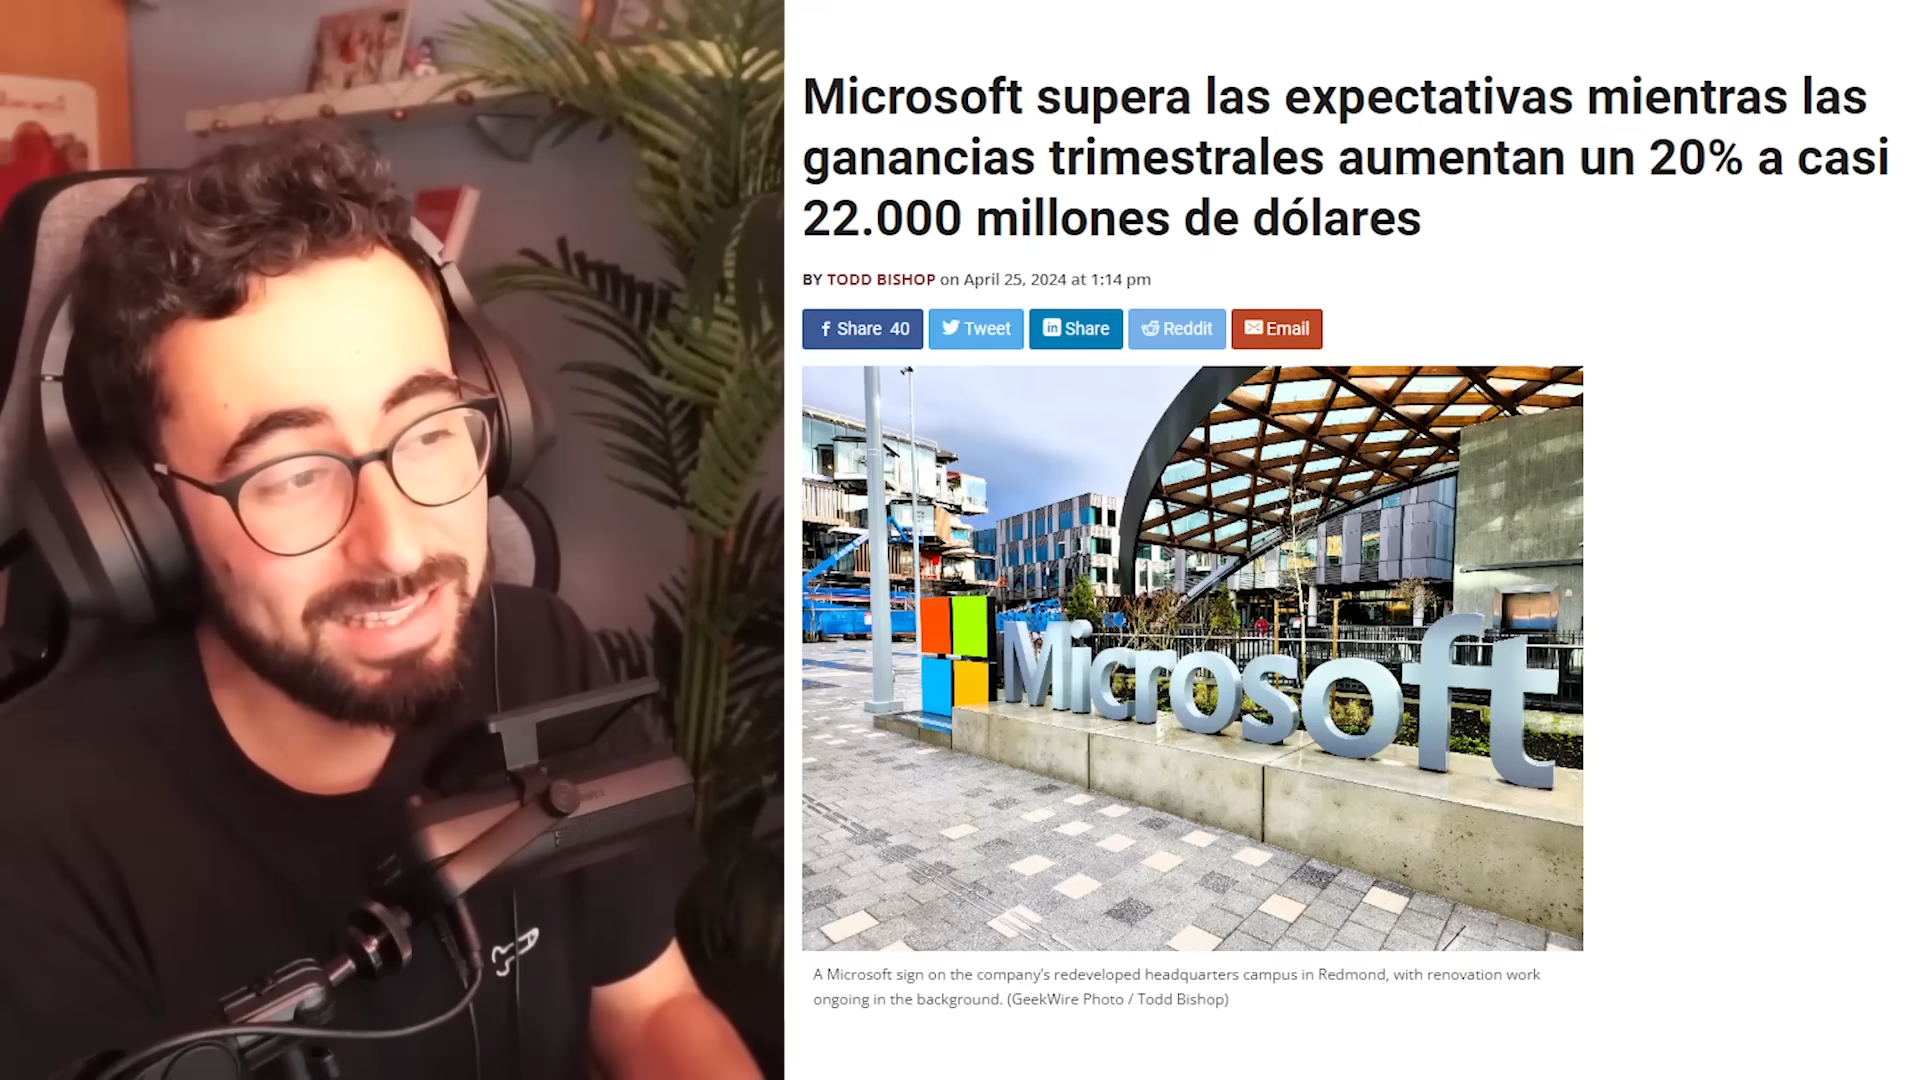 Microsoft supera las expectativas mientras las
ganancias trimestrales aumentan un 20% a casi
22.000 millones de dólares
BY TODD BISHOP on April 25, 2024 at 1:14 pm
Share 40 Tweet Share Reddit Email
Microsoft
A Microsoft sign on the company's redeveloped headquarters campus in Redmond, with renovation work
ongoing in the background. (GeekWire Photo / Todd Bishop)